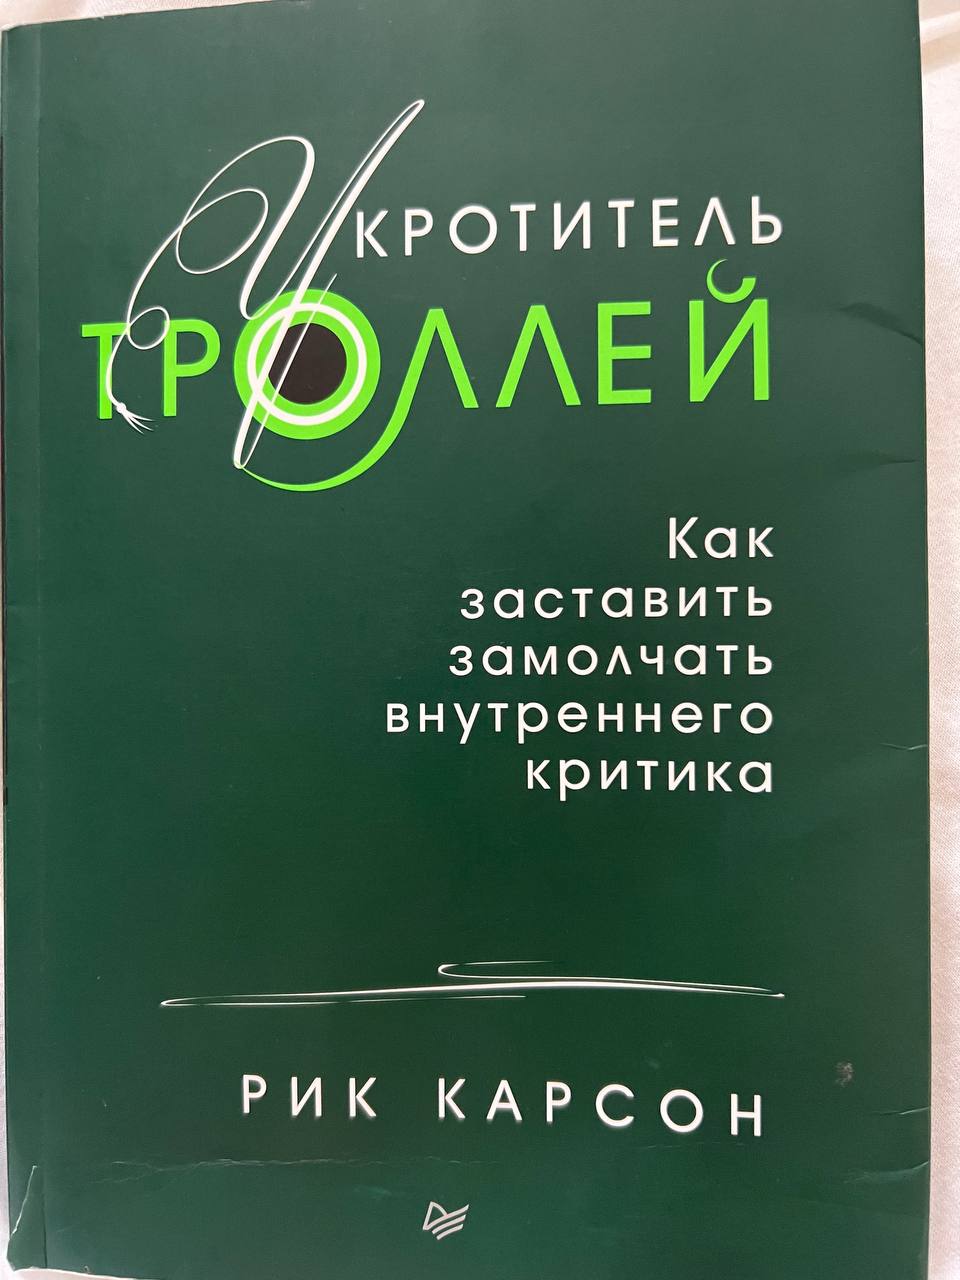 УКРОТИТЕЛЬ
ТРОЛЛЕЙ
Как
заставить
замолчать
внутреннего
критика
РИК КАРСОН